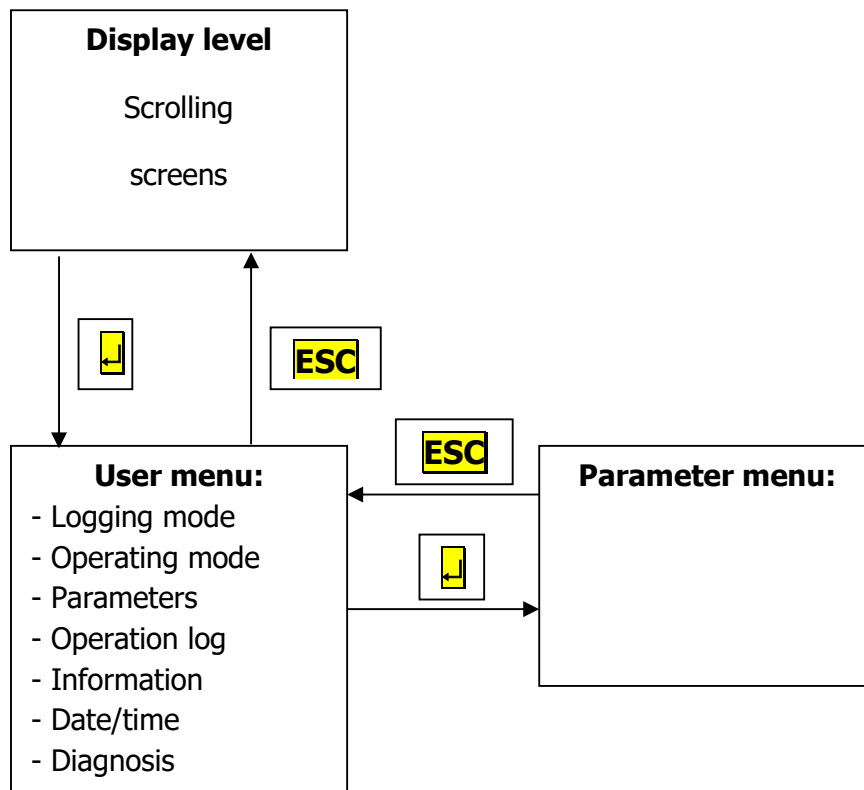 Display level
Scrolling
screens
↵
ESC
ESC
↵
User menu:
- Logging mode
- Operating mode
- Parameters
- Operation log
- Information
- Date/time
- Diagnosis
Parameter menu: